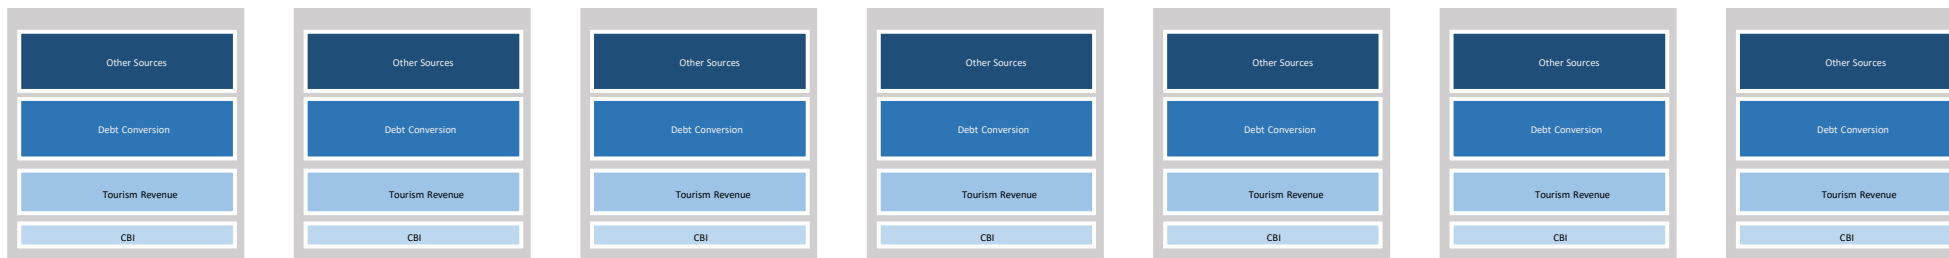 Other Sources
Debt Conversion
Tourism Revenue
CBI
Other Sources
Debt Conversion
Tourism Revenue
CBI
Other Sources
Debt Conversion
Tourism Revenue
CBI
Other Sources
Debt Conversion
Tourism Revenue
CBI
Other Sources
Debt Conversion
Tourism Revenue
CBI
Other Sources
Debt Conversion
Tourism Revenue
CBI
Other Sources
Debt Conversion
Tourism Revenue
CBI